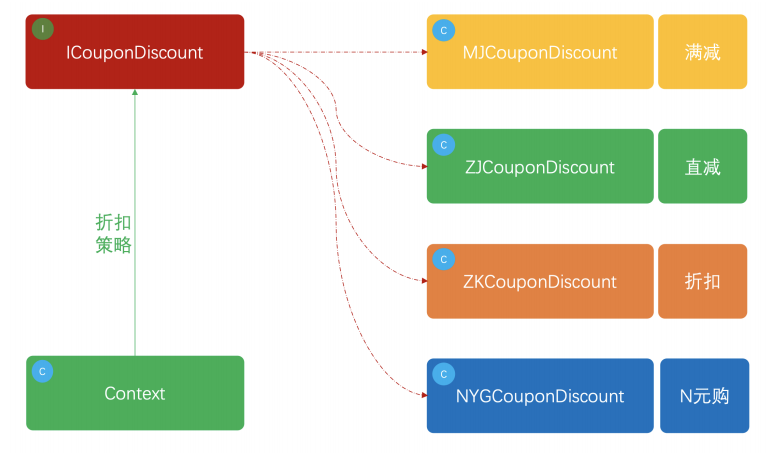 I
ICouponDiscount
C
MJCouponDiscount
满减
C
ZJCouponDiscount
直减
折扣
策略
C
ZKCouponDiscount
折扣
C
Context
C
NYGCouponDiscount
N元购